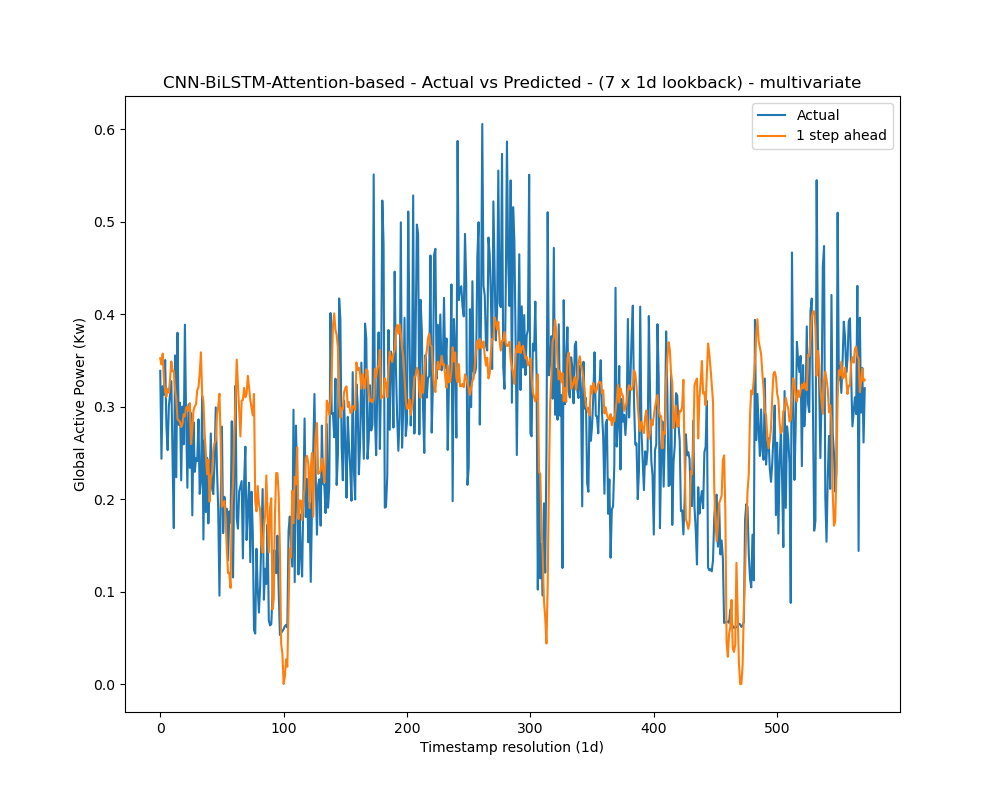 CNN-BiLSTM-Attention-based - Actual vs Predicted - (7 x 1d lookback) - multivariate
Actual
1 step ahead
0.6
0.5
0.4
0.3
0.2
0.1
0.0
Global Active Power (Kw)
0 100 200 300 400 500
Timestamp resolution (1d)